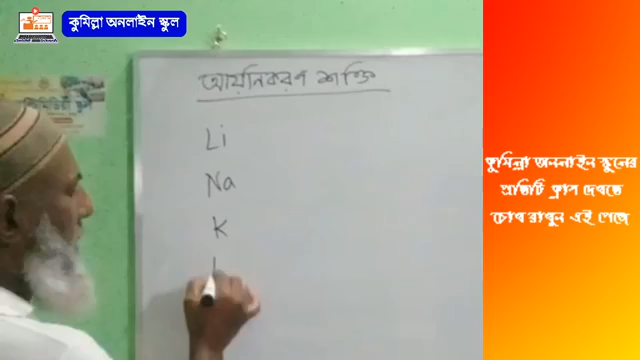 কুমিল্লা অনলাইন স্কুল
আয়নিকরণ শক্তি
Li
Na
K
কুমিল্লা অনলাইন স্কুলের
প্রতিটি ক্লাস দেখতে
চোখ রাখুন এই পেজে